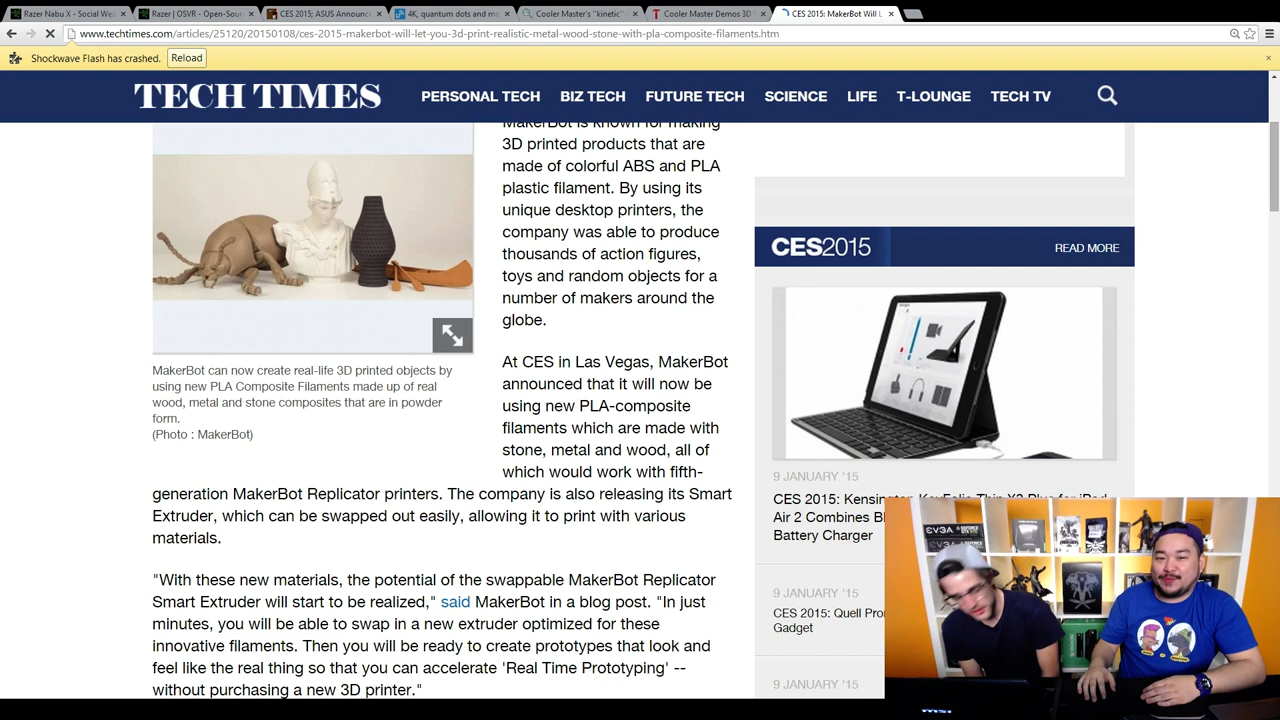 Razer Nabu X - Social Wea
Razer | OSVR - Open-Sou
CES 2015; ASUS Announc
4K, quantum dots and mo
Cooler Master's "kinetic"
Cooler Master Demos 3D
CES 2015: MakerBot Will L
www.techtimes.com/articles/25120/20150108/ces-2015-makerbot-will-let-you-3d-print-realistic-metal-wood-stone-with-pla-composite-filaments.htm
Shockwave Flash has crashed.
Reload
TECH TIMES
PERSONAL TECH
BIZ TECH
FUTURE TECH
SCIENCE
LIFE
T-LOUNGE
TECH TV
MakerBot is known for making
3D printed products that are
made of colorful ABS and PLA
plastic filament. By using its
unique desktop printers, the
company was able to produce
thousands of action figures,
toys and random objects for a
number of makers around the
globe.
MakerBot can now create real-life 3D printed objects by
using new PLA Composite Filaments made up of real
wood, metal and stone composites that are in powder
form.
(Photo : MakerBot)
At CES in Las Vegas, MakerBot
announced that it will now be
using new PLA-composite
filaments which are made with
stone, metal and wood, all of
which would work with fifth-
generation MakerBot Replicator printers. The company is also releasing its Smart
Extruder, which can be swapped out easily, allowing it to print with various
materials.
"With these new materials, the potential of the swappable MakerBot Replicator
Smart Extruder will start to be realized," said MakerBot in a blog post. "In just
minutes, you will be able to swap in a new extruder optimized for these
innovative filaments. Then you will be ready to create prototypes that look and
feel like the real thing so that you can accelerate 'Real Time Prototyping' --
without purchasing a new 3D printer."
CES2015
READ MORE
9 JANUARY '15
CES 2015: Kensington KeyFolio Thin X3 Plus for iPad
Air 2 Combines Bl
Battery Charger
9 JANUARY '15
CES 2015: Quell Pro
Gadget
9 JANUARY '15
EVGA
msi